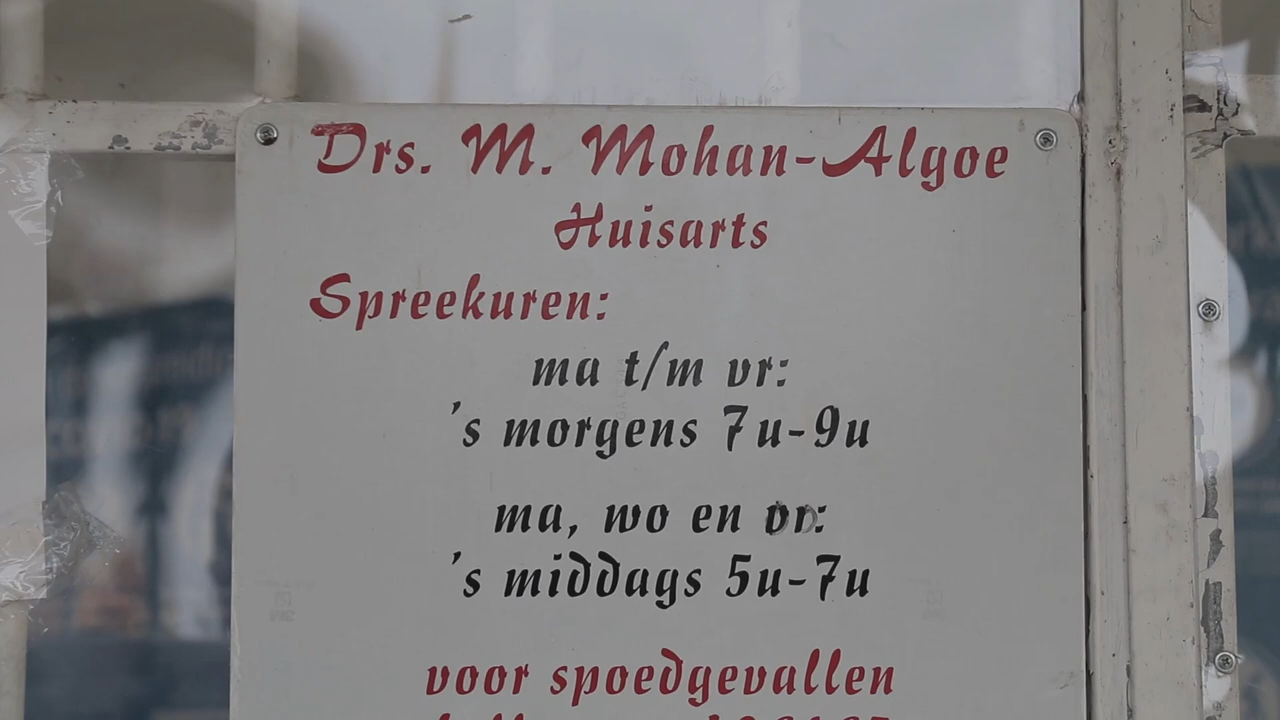 Drs. M. Mohan-Algoe
Huisarts
Spreekuren:
ma t/m vr:
's morgens 7u-9u
ma, wo en vr:
's middags 5u-7u
voor spoedgevallen